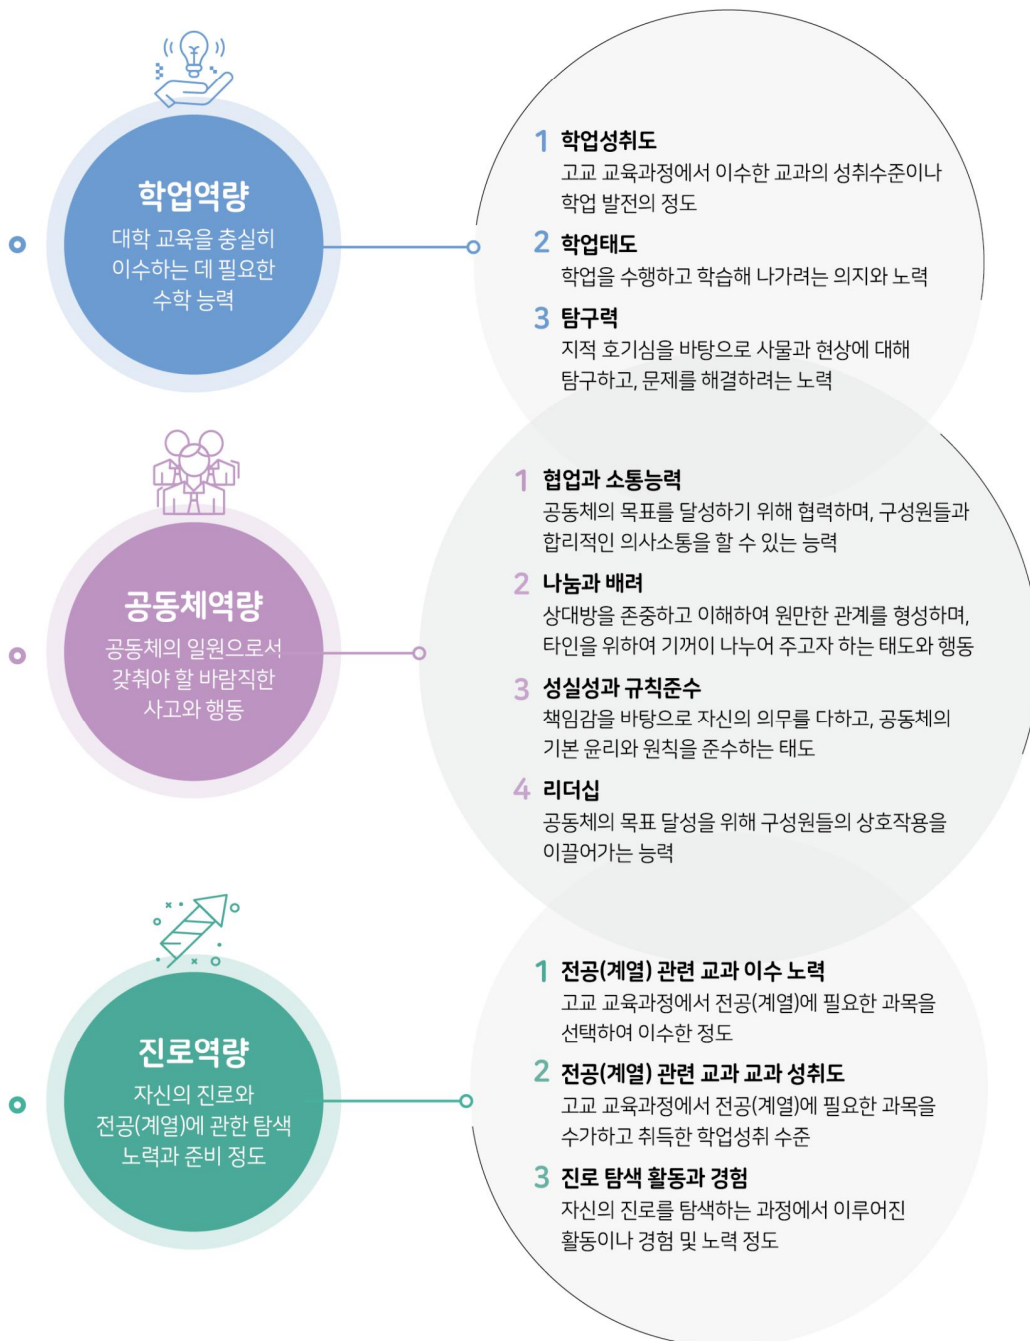 학업역량
대학 교육을 충실히
이수하는 데 필요한
수학 능력
1 학업성취도
고교 교육과정에서 이수한 교과의 성취수준이나
학업 발전의 정도
2 학업태도
학업을 수행하고 학습해 나가려는 의지와 노력
3 탐구력
지적 호기심을 바탕으로 사물과 현상에 대해
탐구하고, 문제를 해결하려는 노력
공동체역량
공동체의 일원으로서
갖춰야 할 바람직한
사고와 행동
1 협업과 소통능력
공동체의 목표를 달성하기 위해 협력하며, 구성원들과
합리적인 의사소통을 할 수 있는 능력
2 나눔과 배려
상대방을 존중하고 이해하여 원만한 관계를 형성하며,
타인을 위하여 기꺼이 나누어 주고자 하는 태도와 행동
3 성실성과 규칙준수
책임감을 바탕으로 자신의 의무를 다하고, 공동체의
기본 윤리와 원칙을 준수하는 태도
4 리더십
공동체의 목표 달성을 위해 구성원들의 상호작용을
이끌어가는 능력
진로역량
자신의 진로와
전공(계열)에 관한 탐색
노력과 준비 정도
1 전공(계열) 관련 교과 이수 노력
고교 교육과정에서 전공(계열)에 필요한 과목을
선택하여 이수한 정도
2 전공(계열) 관련 교과 교과 성취도
고교 교육과정에서 전공(계열)에 필요한 과목을
수가하고 취득한 학업성취 수준
3 진로 탐색 활동과 경험
자신의 진로를 탐색하는 과정에서 이루어진
활동이나 경험 및 노력 정도